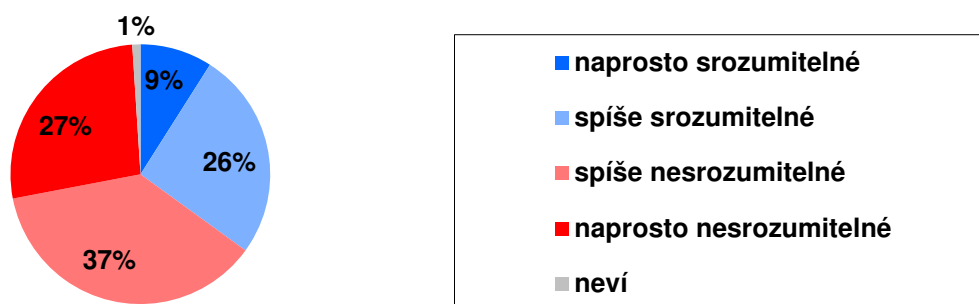 1%
9%
27%
26%
37%
naprosto srozumitelné
spíše srozumitelné
spíše nesrozumitelné
naprosto nesrozumitelné
neví